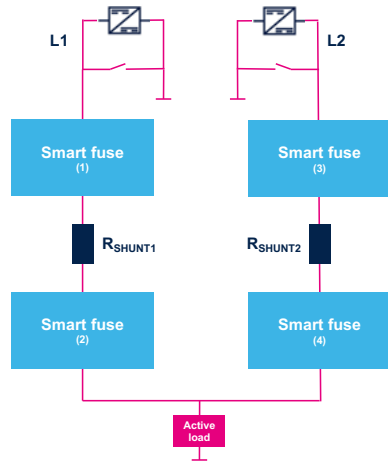 L1
L2
Smart fuse
(1)
Smart fuse
(3)
RSHUNT1
RSHUNT2
Smart fuse
(2)
Smart fuse
(4)
Active
load